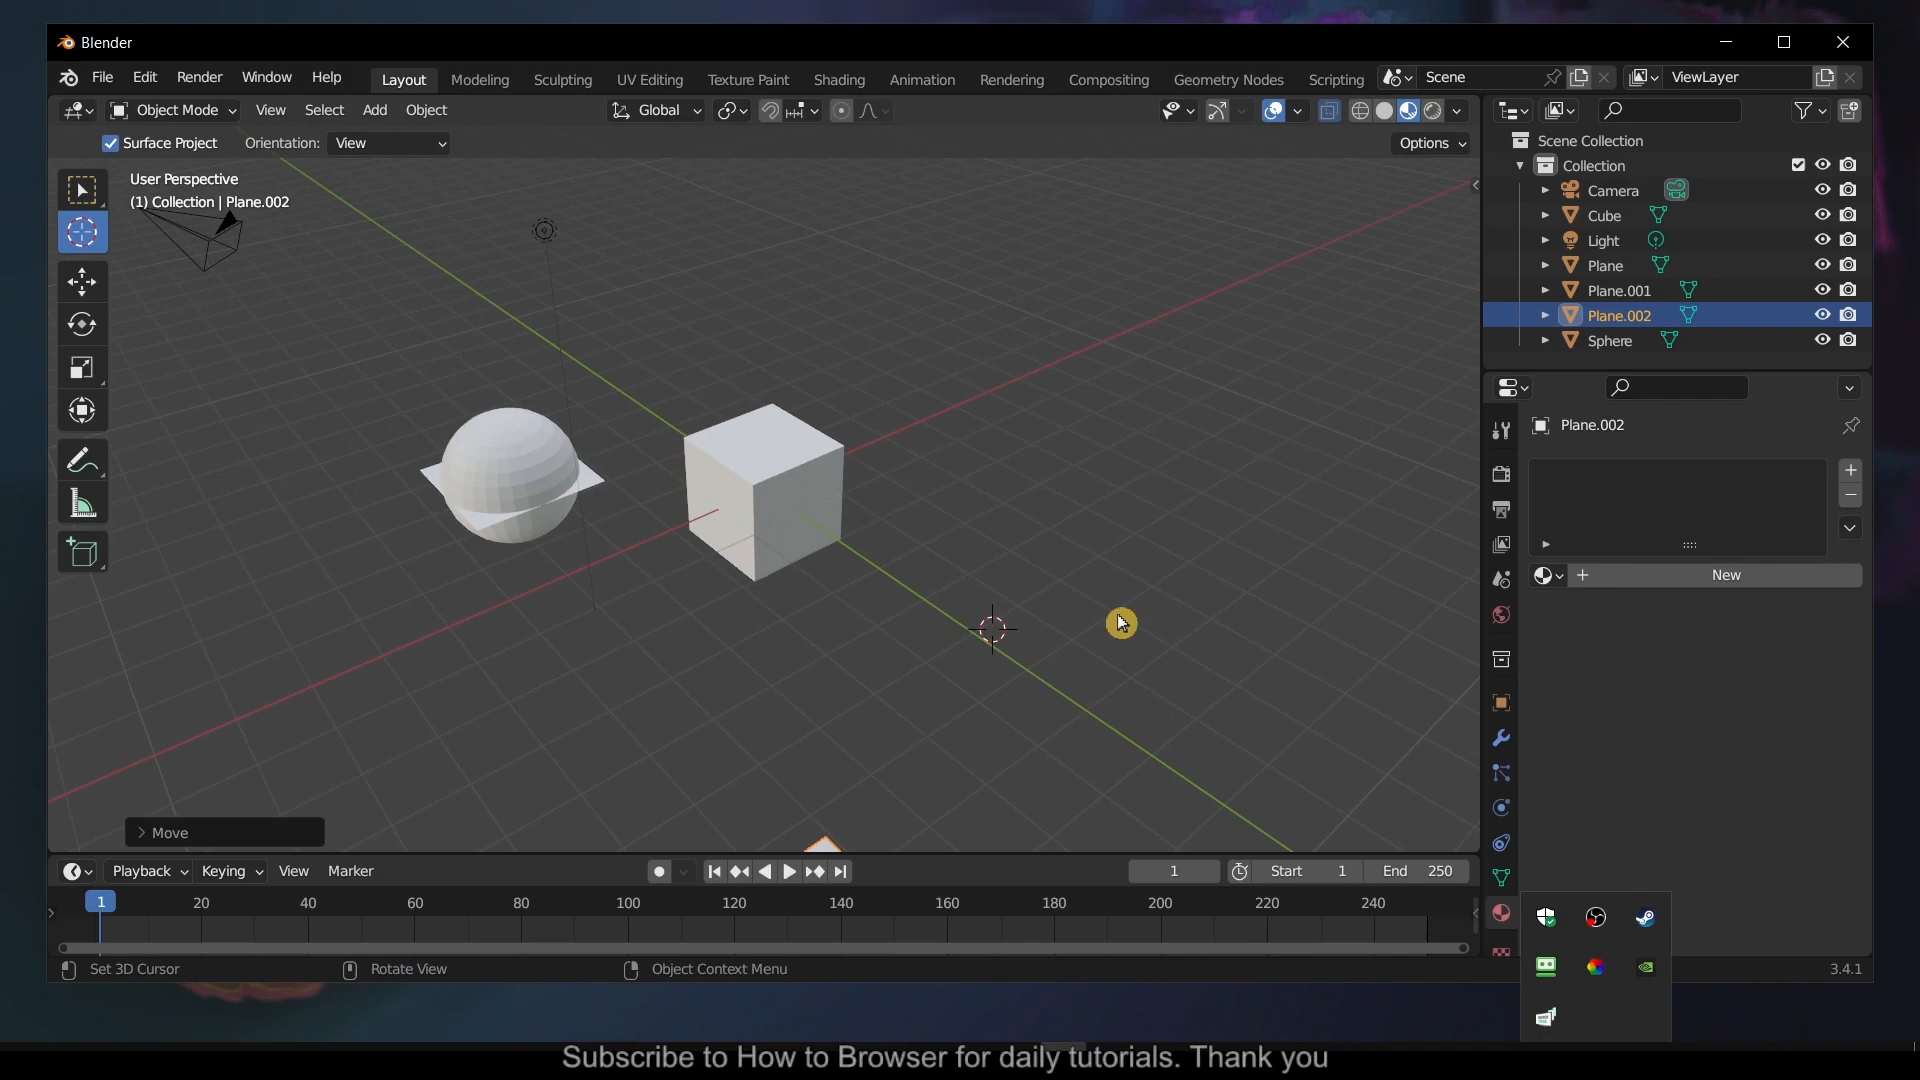 Blender
File Edit Render Window Help Layout Modeling Sculpting UV Editing Texture Paint Shading Animation Rendering Compositing Geometry Nodes Scripting Scene ViewLayer
Object Mode View Select Add Object Global
Surface Project Orientation: View Options
User Perspective
(1) Collection | Plane.002
Scene Collection
Collection
Camera
Cube
Light
Plane
Plane.001
Plane.002
Sphere
Plane.002
New
Move
Playback Keying View Marker 1 Start 1 End 250
1 20 40 60 80 100 120 140 160 180 200 220 240
Set 3D Cursor Rotate View Object Context Menu 3.4.1
Subscribe to How to Browser for daily tutorials. Thank you